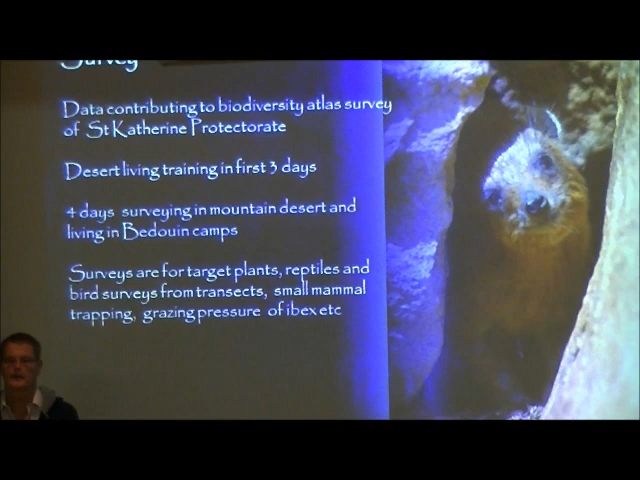 Survey
Data contributing to biodiversity atlas survey
of St Katherine Protectorate
Desert living training in first 3 days
4 days surveying in mountain desert and
living in Bedouin camps
Surveys are for target plants, reptiles and
bird surveys from transects, small mammal
trapping, grazing pressure of ibex etc